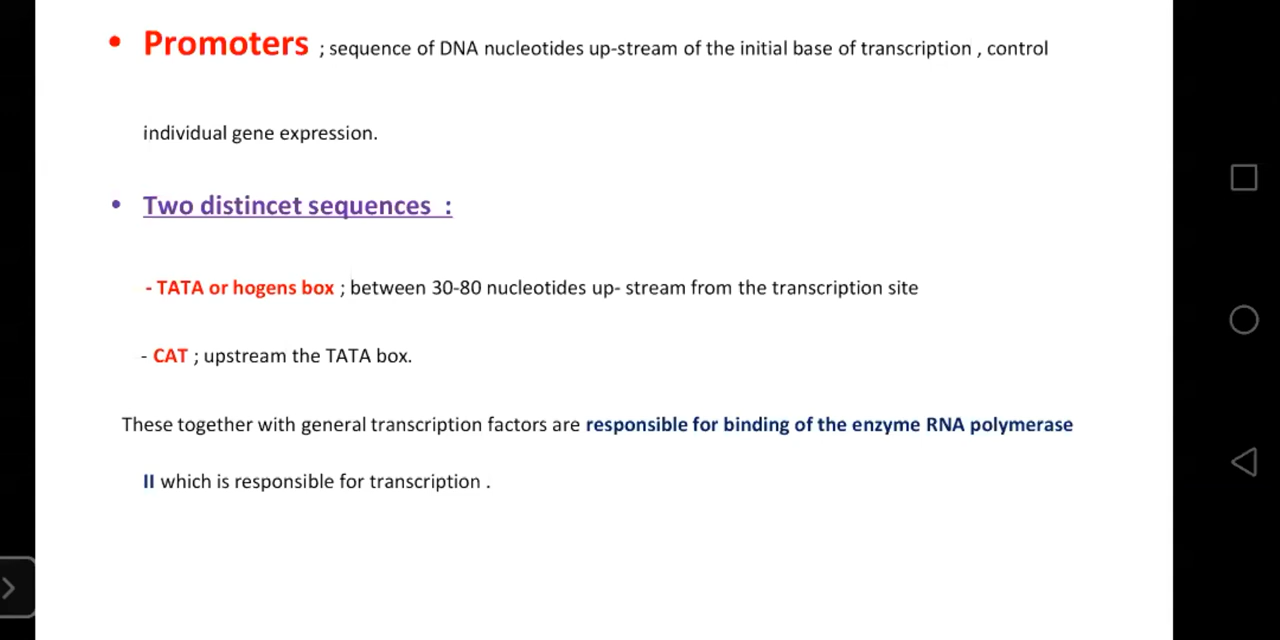 • Promoters ; sequence of DNA nucleotides up-stream of the initial base of transcription , control
individual gene expression.
• Two distincet sequences :
- TATA or hogens box ; between 30-80 nucleotides up- stream from the transcription site
- CAT ; upstream the TATA box.
These together with general transcription factors are responsible for binding of the enzyme RNA polymerase
II which is responsible for transcription .